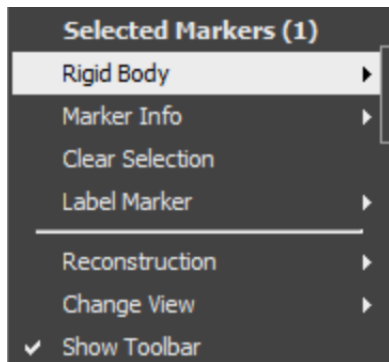 Selected Markers (1)
Rigid Body
Marker Info
Clear Selection
Label Marker
Reconstruction
Change View
Show Toolbar